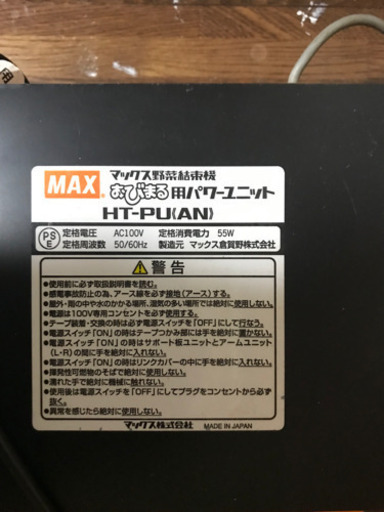 MAX
マックス野菜結束機
おびまる用パワーユニット
HT-PU(AN)
PSE 定格電圧 AC100V 定格消費電力 55W
定格周波数 50/60Hz 製造元 マックス倉賀野株式会社
⚠警告
●使用前に必ず取扱説明書を読む。
●感電事故防止の為、アース線を必ず接地(アース)する。
●屋外・雨の中や水のかかる場所、湿気の多い場所では絶対に使用しない。
●電源は100V専用コンセントを必ず使用する。
●テープ装着・交換の時は必ず電源スイッチを「OFF」にして行なう。
●電源スイッチ「ON」の時はテープつかみ部には手を絶対に置かない。
●電源スイッチ「ON」の時はサポート板ユニットとアームユニット
(L・R)の間に手を絶対に入れない。
●電源スイッチ「ON」の時はリンクカバーの中に手を絶対に入れない。
●揮発性可燃物のそばで絶対に使用しない。
●濡れた手で絶対に機械に触れない。
●使用後は電源スイッチを「OFF」にしてプラグをコンセントから必ず
抜く。
●異常を感じたら絶対に使用しない。
マックス株式会社 MADE IN JAPAN
用